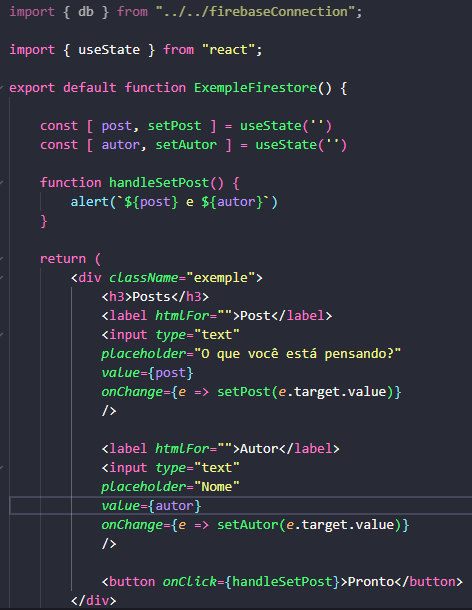 import { db } from "../../firebaseConnection";
import { useState } from "react";
export default function ExempleFirestore() {
const [ post, setPost ] = useState('')
const [ autor, setAutor ] = useState('')
function handleSetPost() {
alert(`${post} e ${autor}`)
}
return (
<div className="exemple">
<h3>Posts</h3>
<label htmlFor="">Post</label>
<input type="text"
placeholder="O que você está pensando?"
value={post}
onChange={e => setPost(e.target.value)}
/>
<label htmlFor="">Autor</label>
<input type="text"
placeholder="Nome"
value={autor}
onChange={e => setAutor(e.target.value)}
/>
<button onClick={handleSetPost}>Pronto</button>
</div>